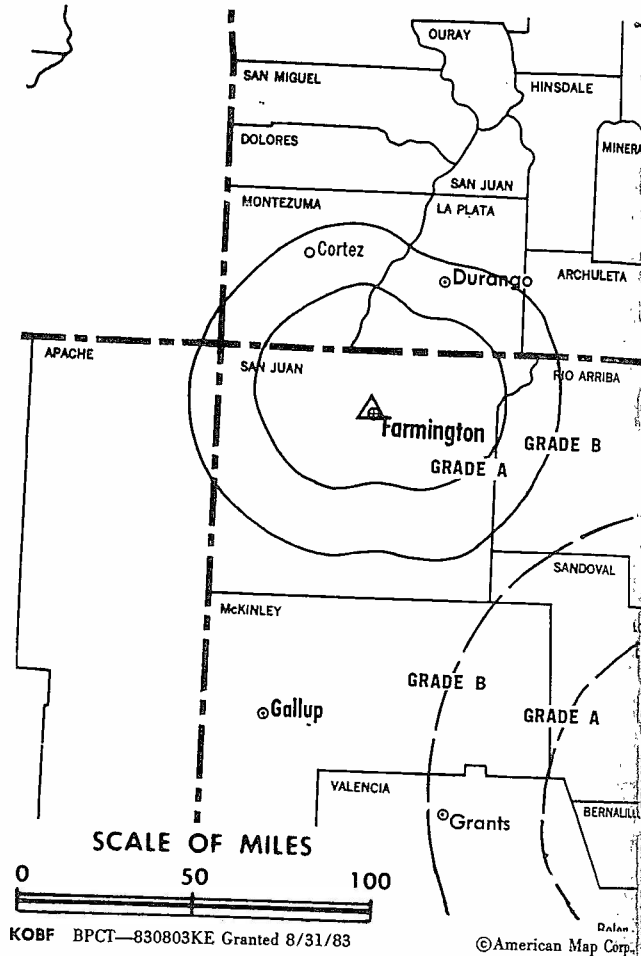 OURAY
SAN MIGUEL
HINSDALE
DOLORES
MINERA
SAN JUAN
MONTEZUMA
LA PLATA
Cortez
Durango
ARCHULETA
APACHE
SAN JUAN
RIO ARRIBA
Farmington
GRADE B
GRADE A
SANDOVAL
McKINLEY
GRADE B
Gallup
GRADE A
VALENCIA
Grants
BERNALILL
SCALE OF MILES
0 50 100
KOBF BPCT—830803KE Granted 8/31/83
©American Map Corp.